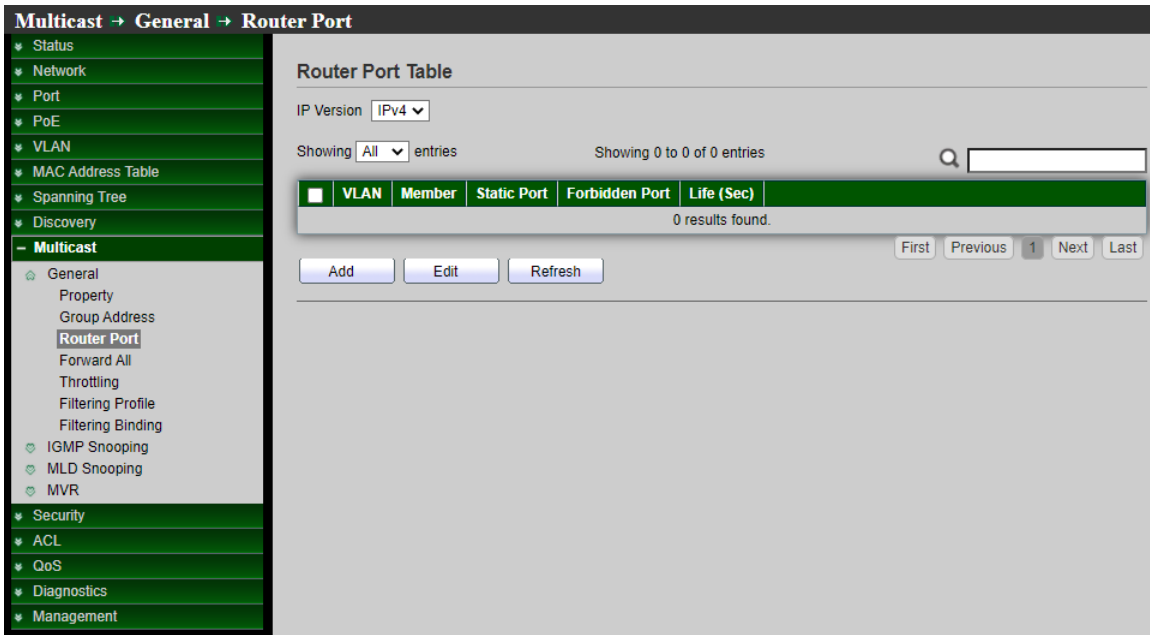 Multicast → General → Router Port
Status
Network
Port
PoE
VLAN
MAC Address Table
Spanning Tree
Discovery
Multicast
General
Property
Group Address
Router Port
Forward All
Throttling
Filtering Profile
Filtering Binding
IGMP Snooping
MLD Snooping
MVR
Security
ACL
QoS
Diagnostics
Management
Router Port Table
IP Version IPv4
Showing All entries Showing 0 to 0 of 0 entries
VLAN Member Static Port Forbidden Port Life (Sec)
0 results found.
First Previous 1 Next Last
Add Edit Refresh